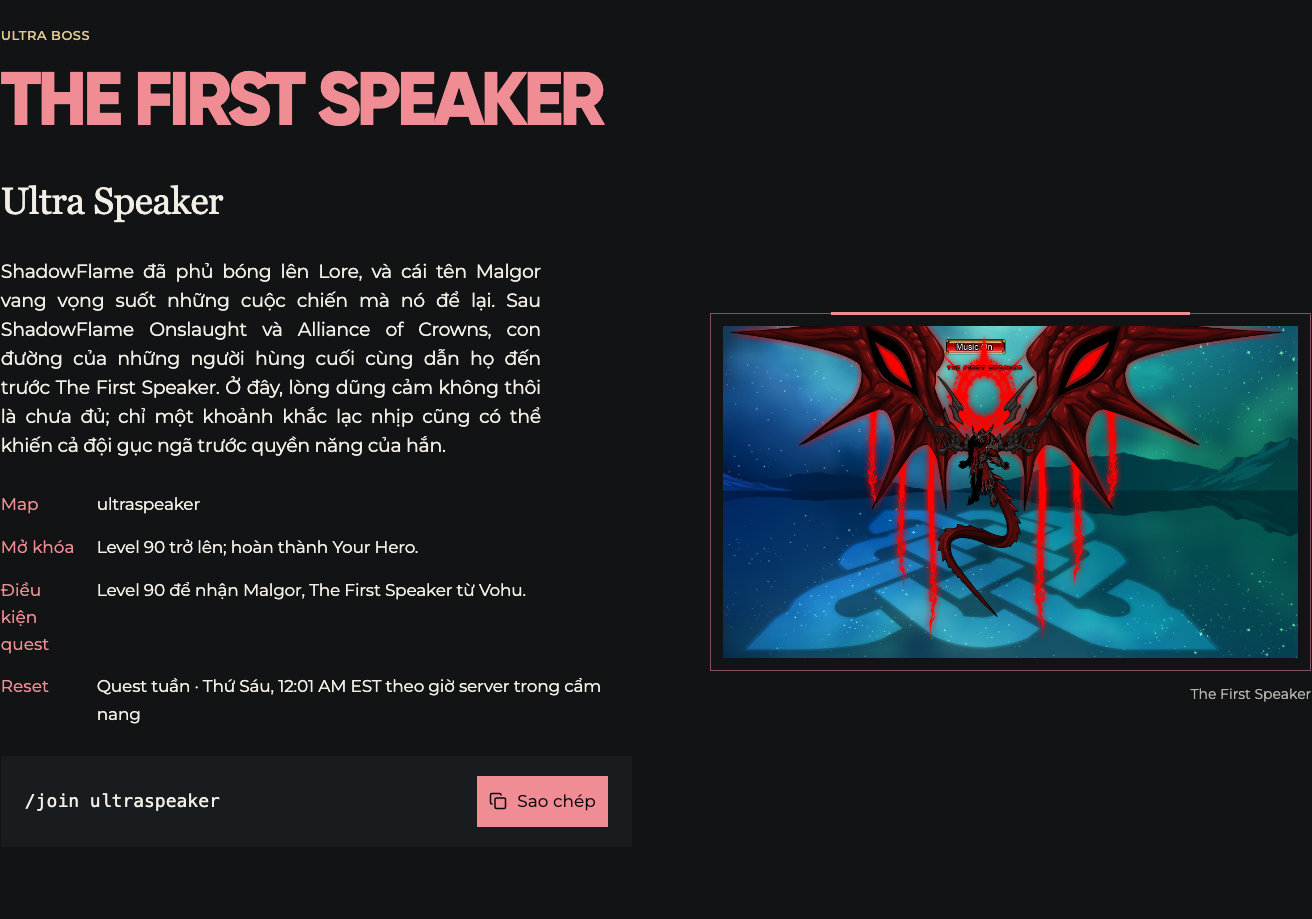 ULTRA BOSS
THE FIRST SPEAKER
Ultra Speaker
ShadowFlame đã phủ bóng lên Lore, và cái tên Malgor
vang vọng suốt những cuộc chiến mà nó để lại. Sau
ShadowFlame Onslaught và Alliance of Crowns, con
đường của những người hùng cuối cùng dẫn họ đến
trước The First Speaker. Ở đây, lòng dũng cảm không thôi
là chưa đủ; chỉ một khoảnh khắc lạc nhịp cũng có thể
khiến cả đội gục ngã trước quyền năng của hắn.
Map
ultraspeaker
Mở khóa
Level 90 trở lên; hoàn thành Your Hero.
Điều
kiện
quest
Level 90 để nhận Malgor, The First Speaker từ Vohu.
Reset
Quest tuần · Thứ Sáu, 12:01 AM EST theo giờ server trong cẩm
nang
/join ultraspeaker
Sao chép
Music On
THE FIRST SPEAKER
The First Speaker